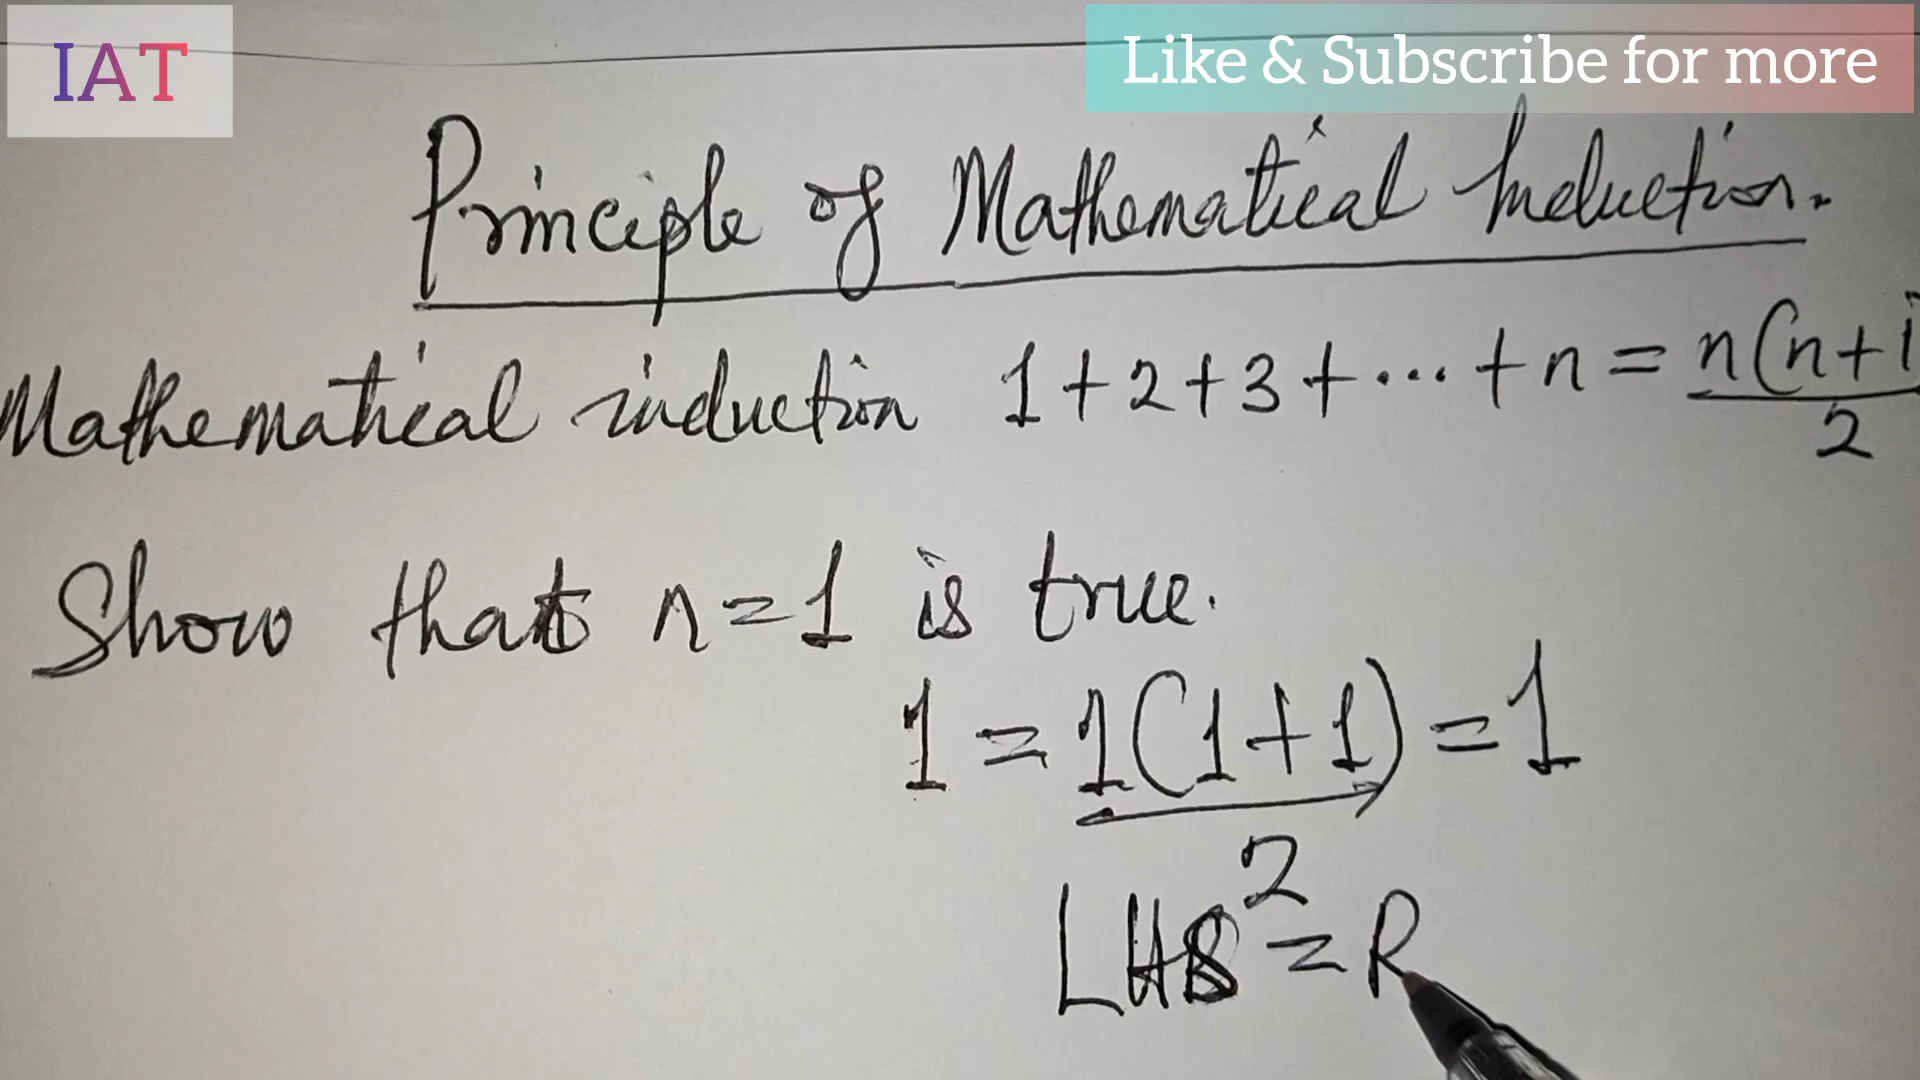 IAT
Like & Subscribe for more
Principle of Mathematical Induction.
Mathematical induction 1+2+3+...+n = n(n+1
2
Show that n=1 is true.
1 = 1(1+1) = 1
2
LHS = R